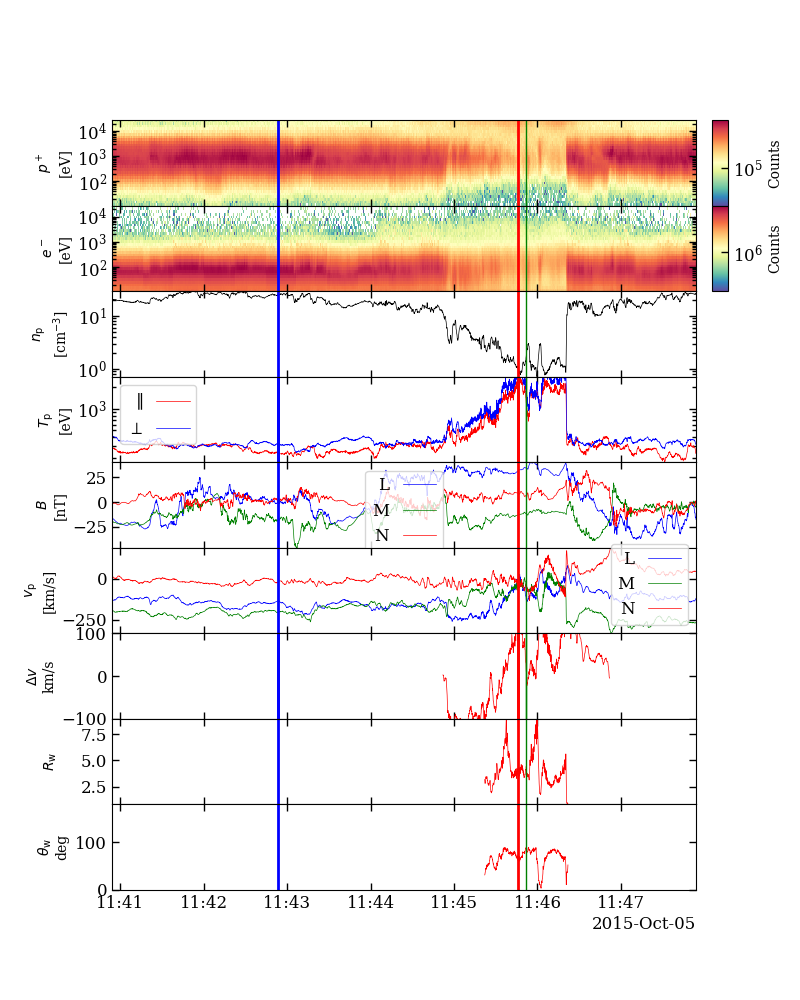 10⁴
10³
10²
p⁺
[eV]
10⁵
Counts
10⁴
10³
10²
e⁻
[eV]
10⁶
Counts
10¹
10⁰
nₚ
[cm⁻³]
10³
Tₚ
[eV]
∥
⊥
25
0
−25
B
[nT]
L
M
N
0
−250
vₚ
[km/s]
L
M
N
100
0
−100
Δv
km/s
7.5
5.0
2.5
R_w
100
0
θ_w
deg
11:41 11:42 11:43 11:44 11:45 11:46 11:47
2015-Oct-05